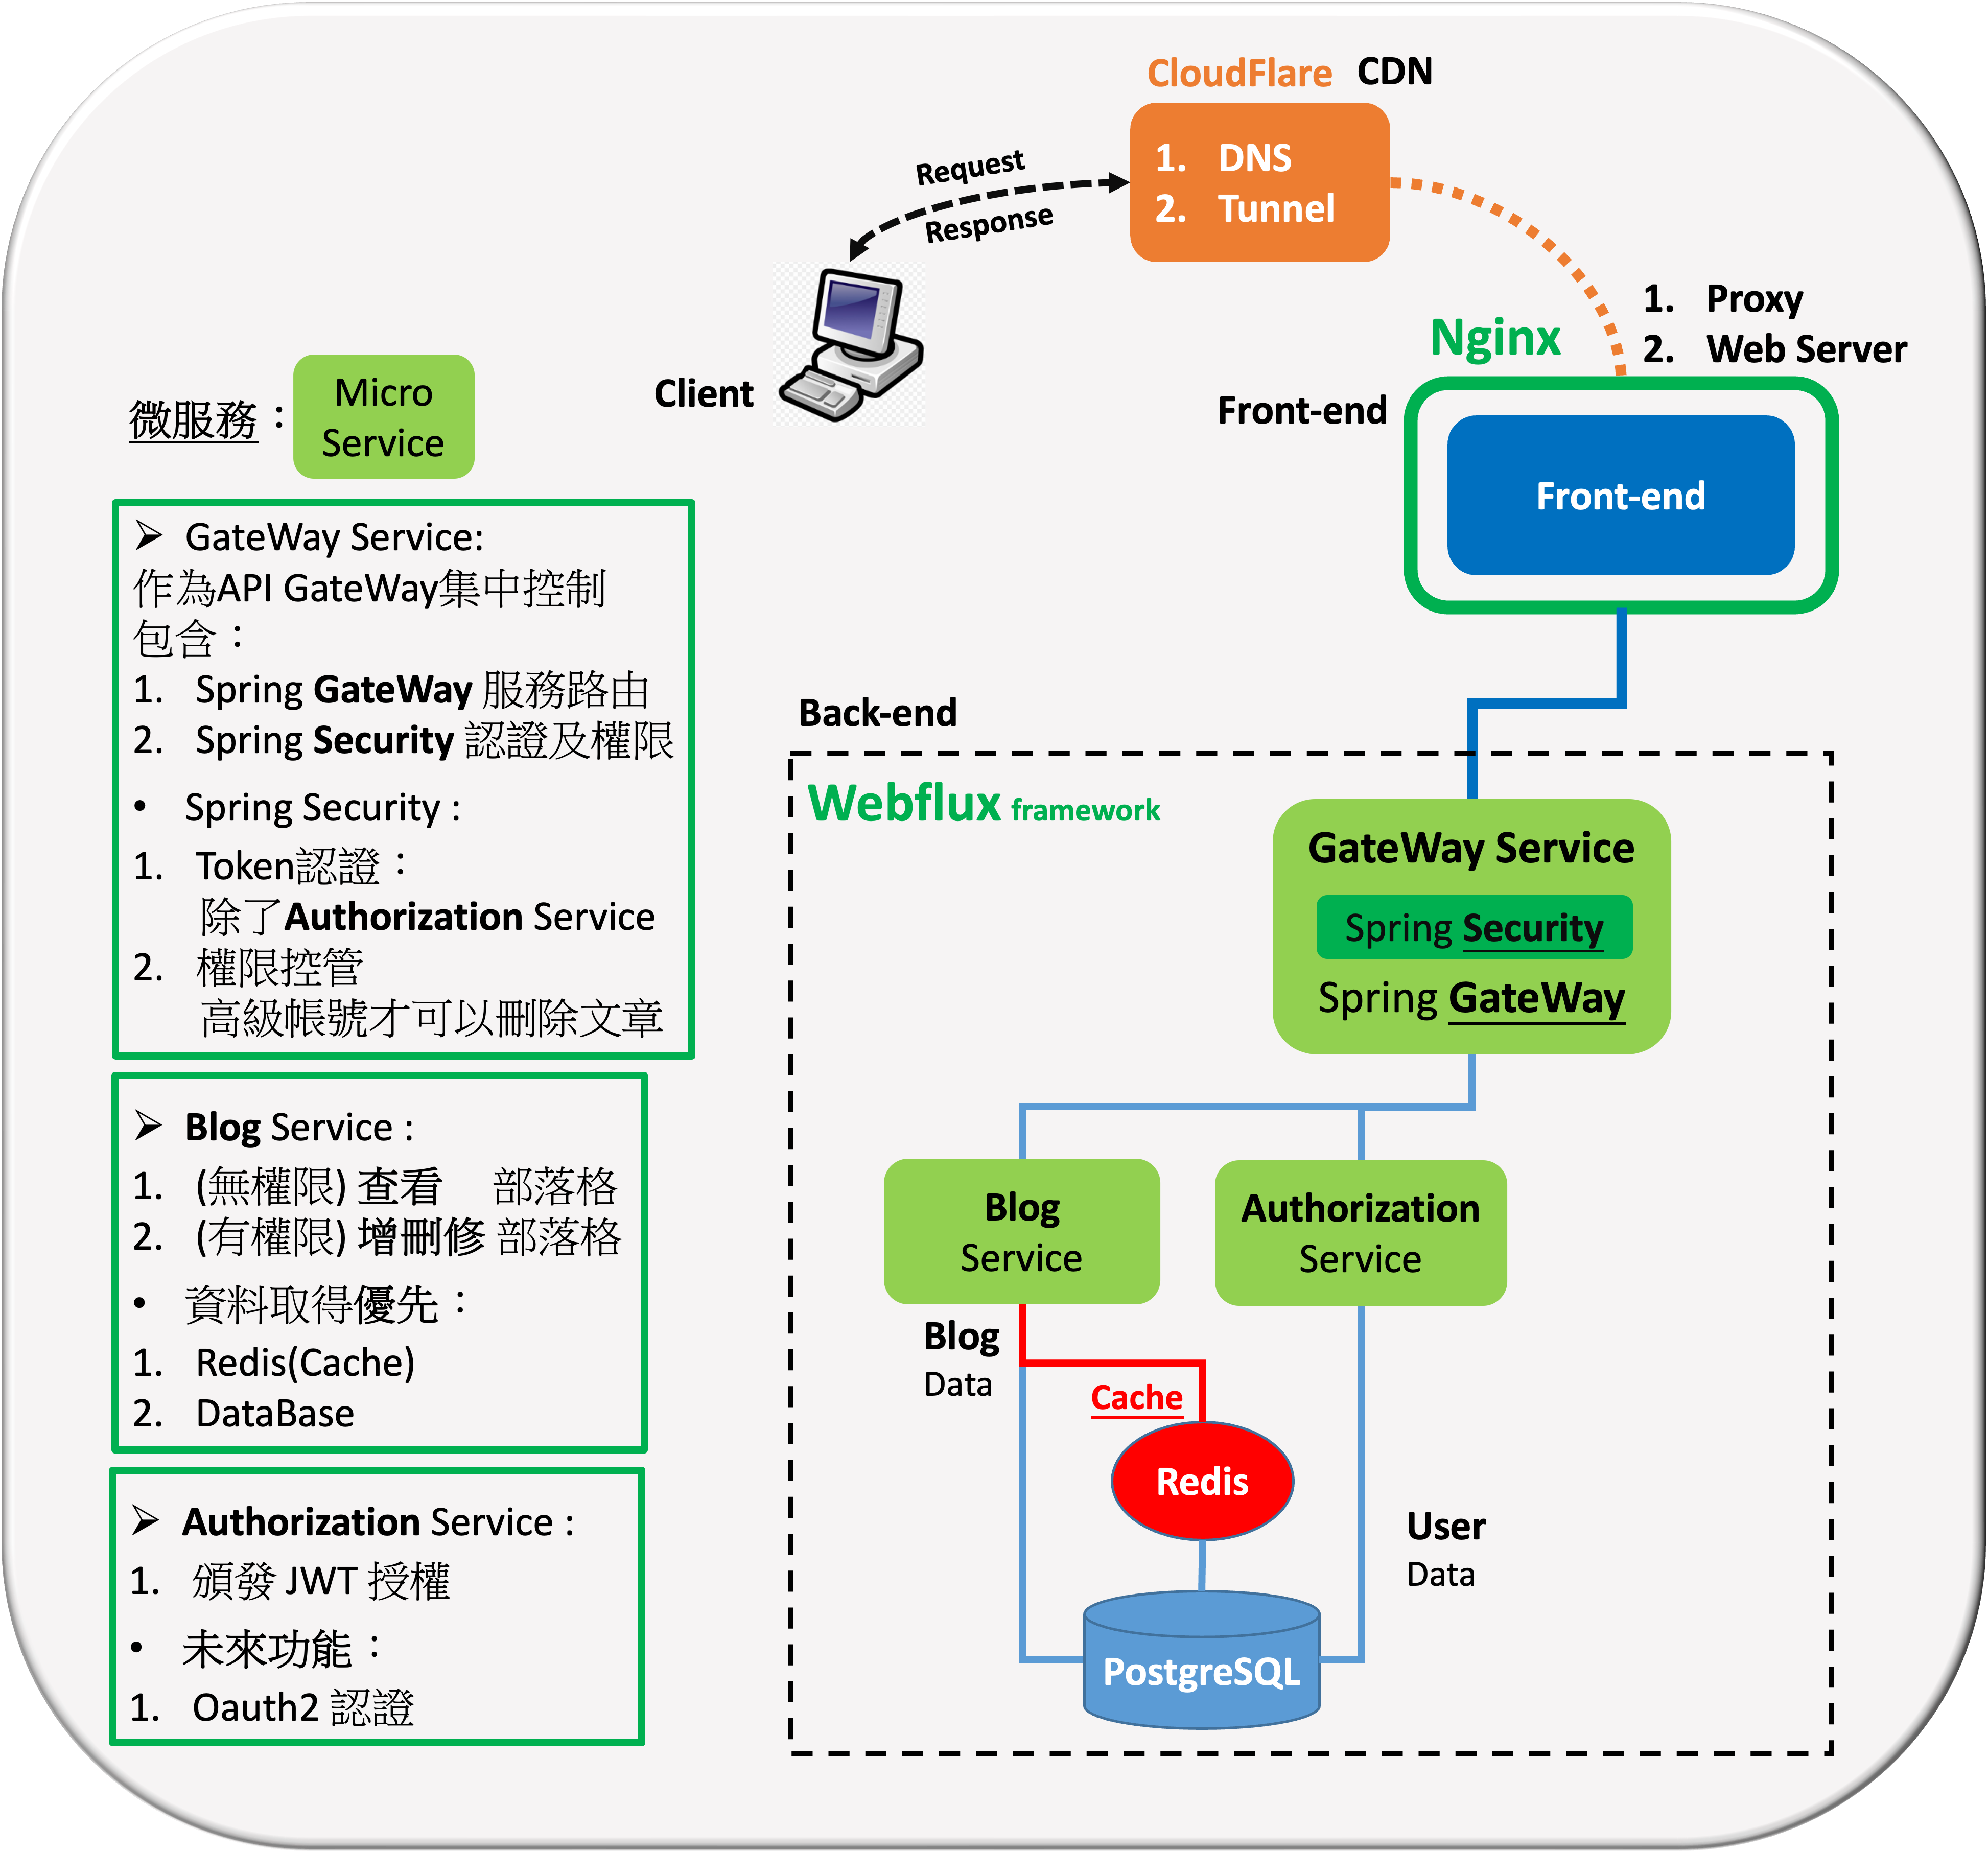 CloudFlare CDN
1. DNS
2. Tunnel
Request
Response
Client
1. Proxy
2. Web Server
Nginx
Front-end
Front-end
微服務：
Micro
Service
➢ GateWay Service:
作為API GateWay集中控制
包含：
1. Spring GateWay 服務路由
2. Spring Security 認證及權限
• Spring Security :
1. Token認證：
除了Authorization Service
2. 權限控管
高級帳號才可以刪除文章
➢ Blog Service :
1. (無權限) 查看 部落格
2. (有權限) 增刪修 部落格
• 資料取得優先：
1. Redis(Cache)
2. DataBase
➢ Authorization Service :
1. 頒發 JWT 授權
• 未來功能：
1. Oauth2 認證
Back-end
Webflux framework
GateWay Service
Spring Security
Spring GateWay
Blog
Service
Authorization
Service
Blog
Data
Cache
Redis
User
Data
PostgreSQL